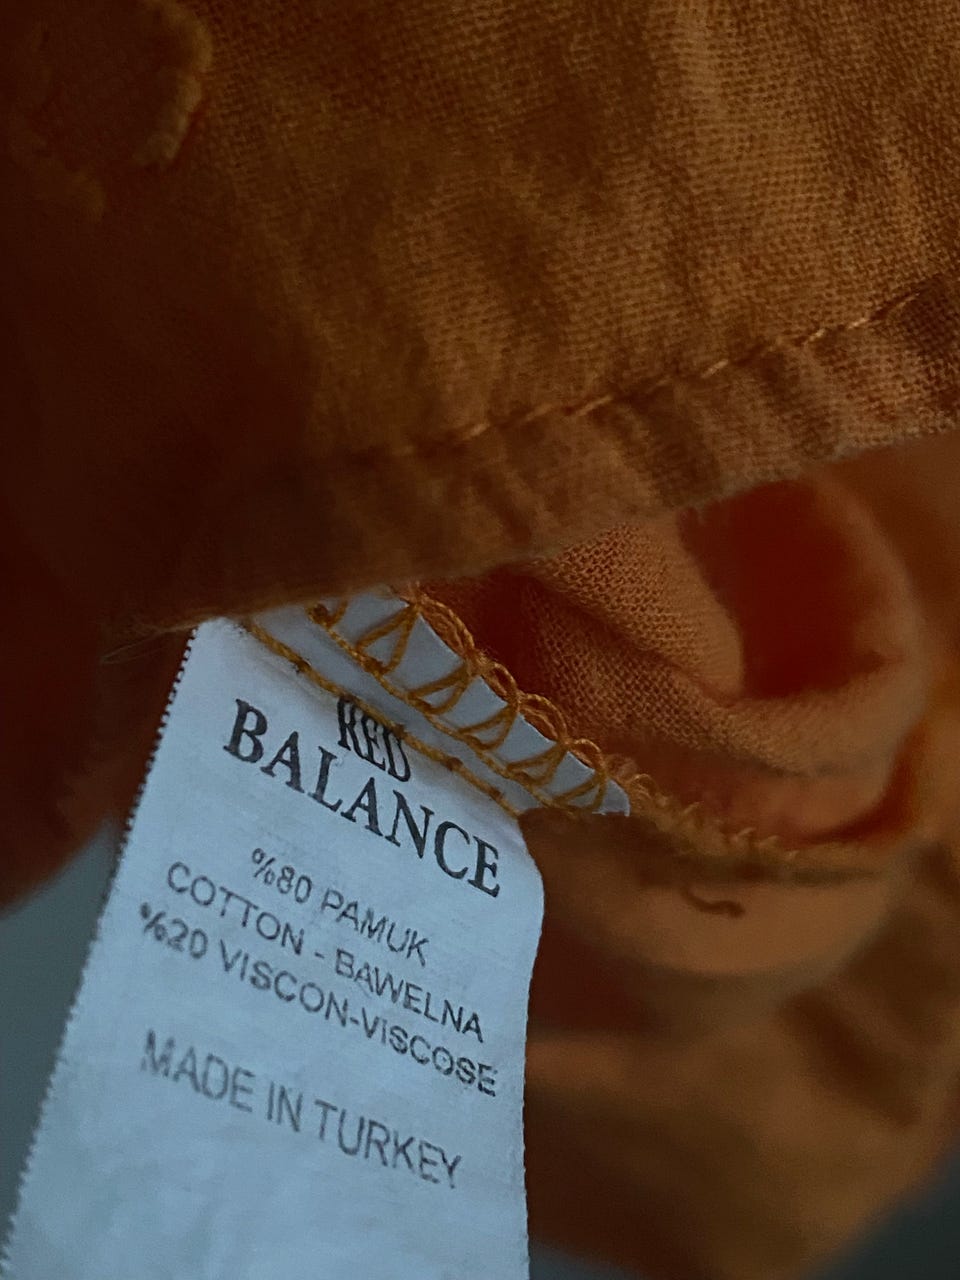 RED
BALANCE
%80 PAMUK
COTTON - BAWELNA
%20 VISCON-VISCOSE
MADE IN TURKEY